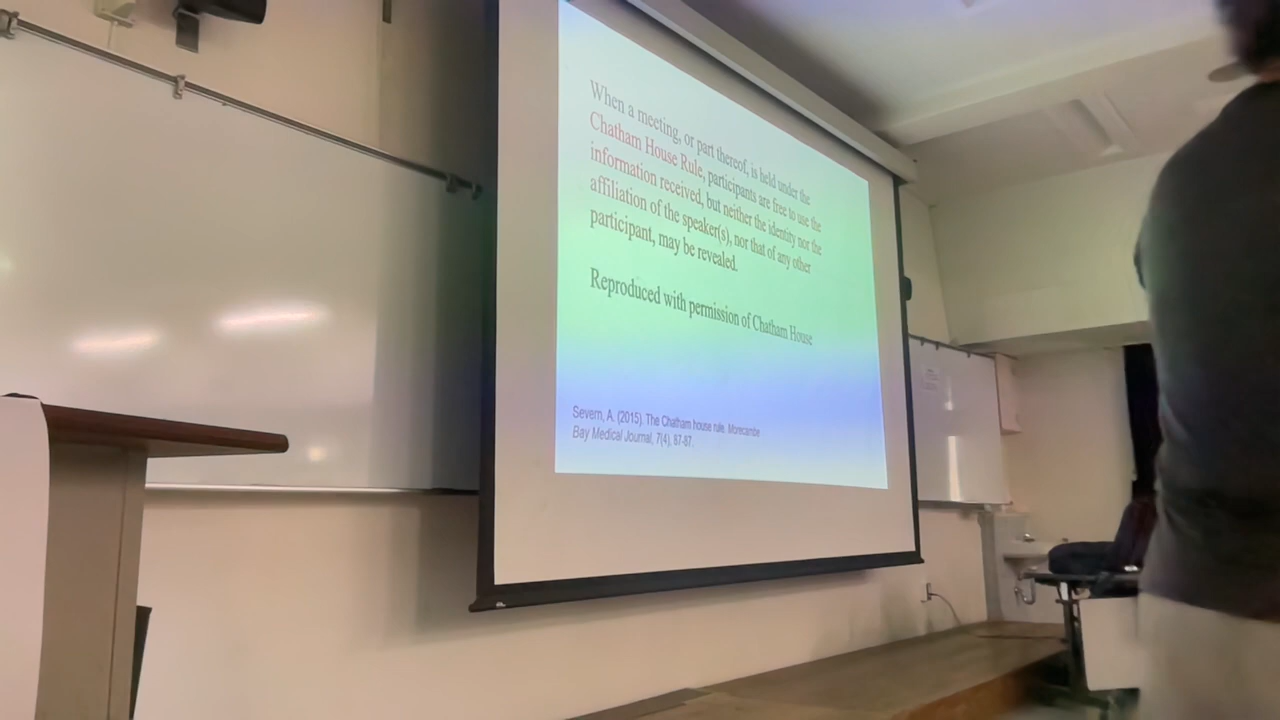 When a meeting, or part thereof, is held under the
Chatham House Rule, participants are free to use the
information received, but neither the identity nor the
affiliation of the speaker(s), nor that of any other
participant, may be revealed.
Reproduced with permission of Chatham House
Severn, A. (2015). The Chatham house rule. Morecambe
Bay Medical Journal, 7(4), 87-87.